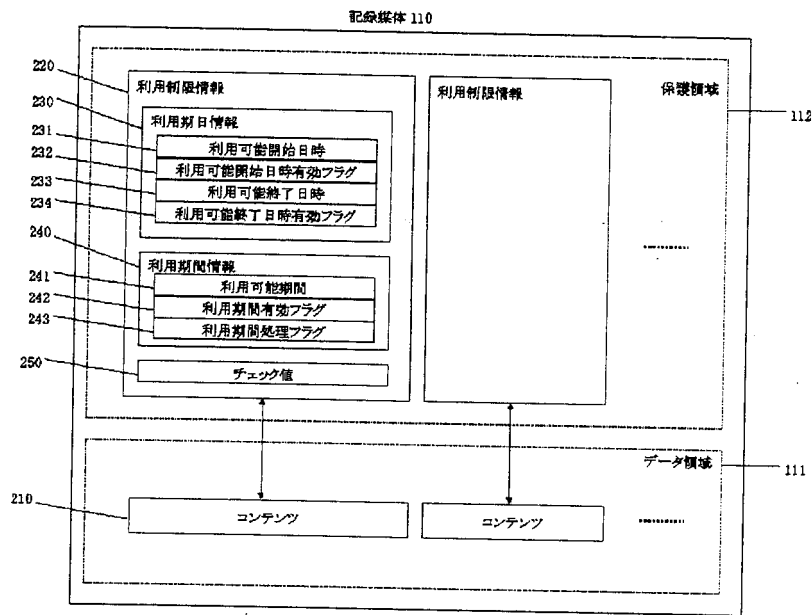 記録媒体 110
220
利用制限情報
利用制限情報
保護領域
112
230
利用期日情報
231
利用可能開始日時
232
利用可能開始日時有効フラグ
233
利用可能終了日時
234
利用可能終了日時有効フラグ
240
利用期間情報
241
利用可能期間
242
利用期間有効フラグ
243
利用期間処理フラグ
250
チェック値
データ領域
111
210
コンテンツ
コンテンツ